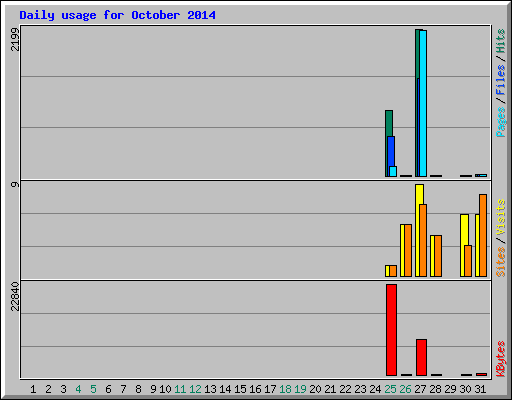 Daily usage for October 2014
2199
Pages/Files/Hits
9
Sites/Visits
22840
KBytes
1 2 3 4 5 6 7 8 9 10 11 12 13 14 15 16 17 18 19 20 21 22 23 24 25 26 27 28 29 30 31